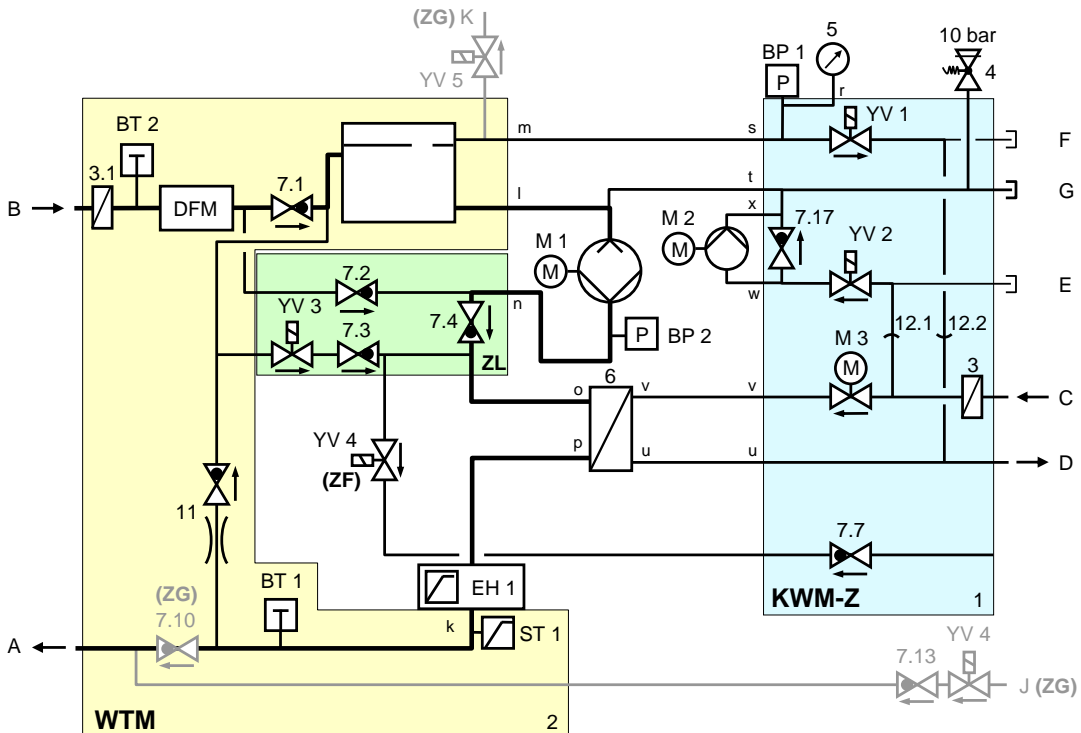 (ZG) K
YV 5
5
10 bar
BP 1
4
P
r
BT 2
m
s
YV 1
F
3.1
7.1
t
G
B
DFM
l
x
M 2
7.17
M 1
M
YV 2
M
7.2
w
E
YV 3
n
7.4
12.1
12.2
7.3
P
BP 2
M 3
ZL
6
M
3
o
v
v
C
YV 4
p
(ZF)
u
u
D
11
7.7
BT 1
EH 1
(ZG)
KWM-Z
1
7.10
k
ST 1
YV 4
A
7.13
J (ZG)
WTM
2